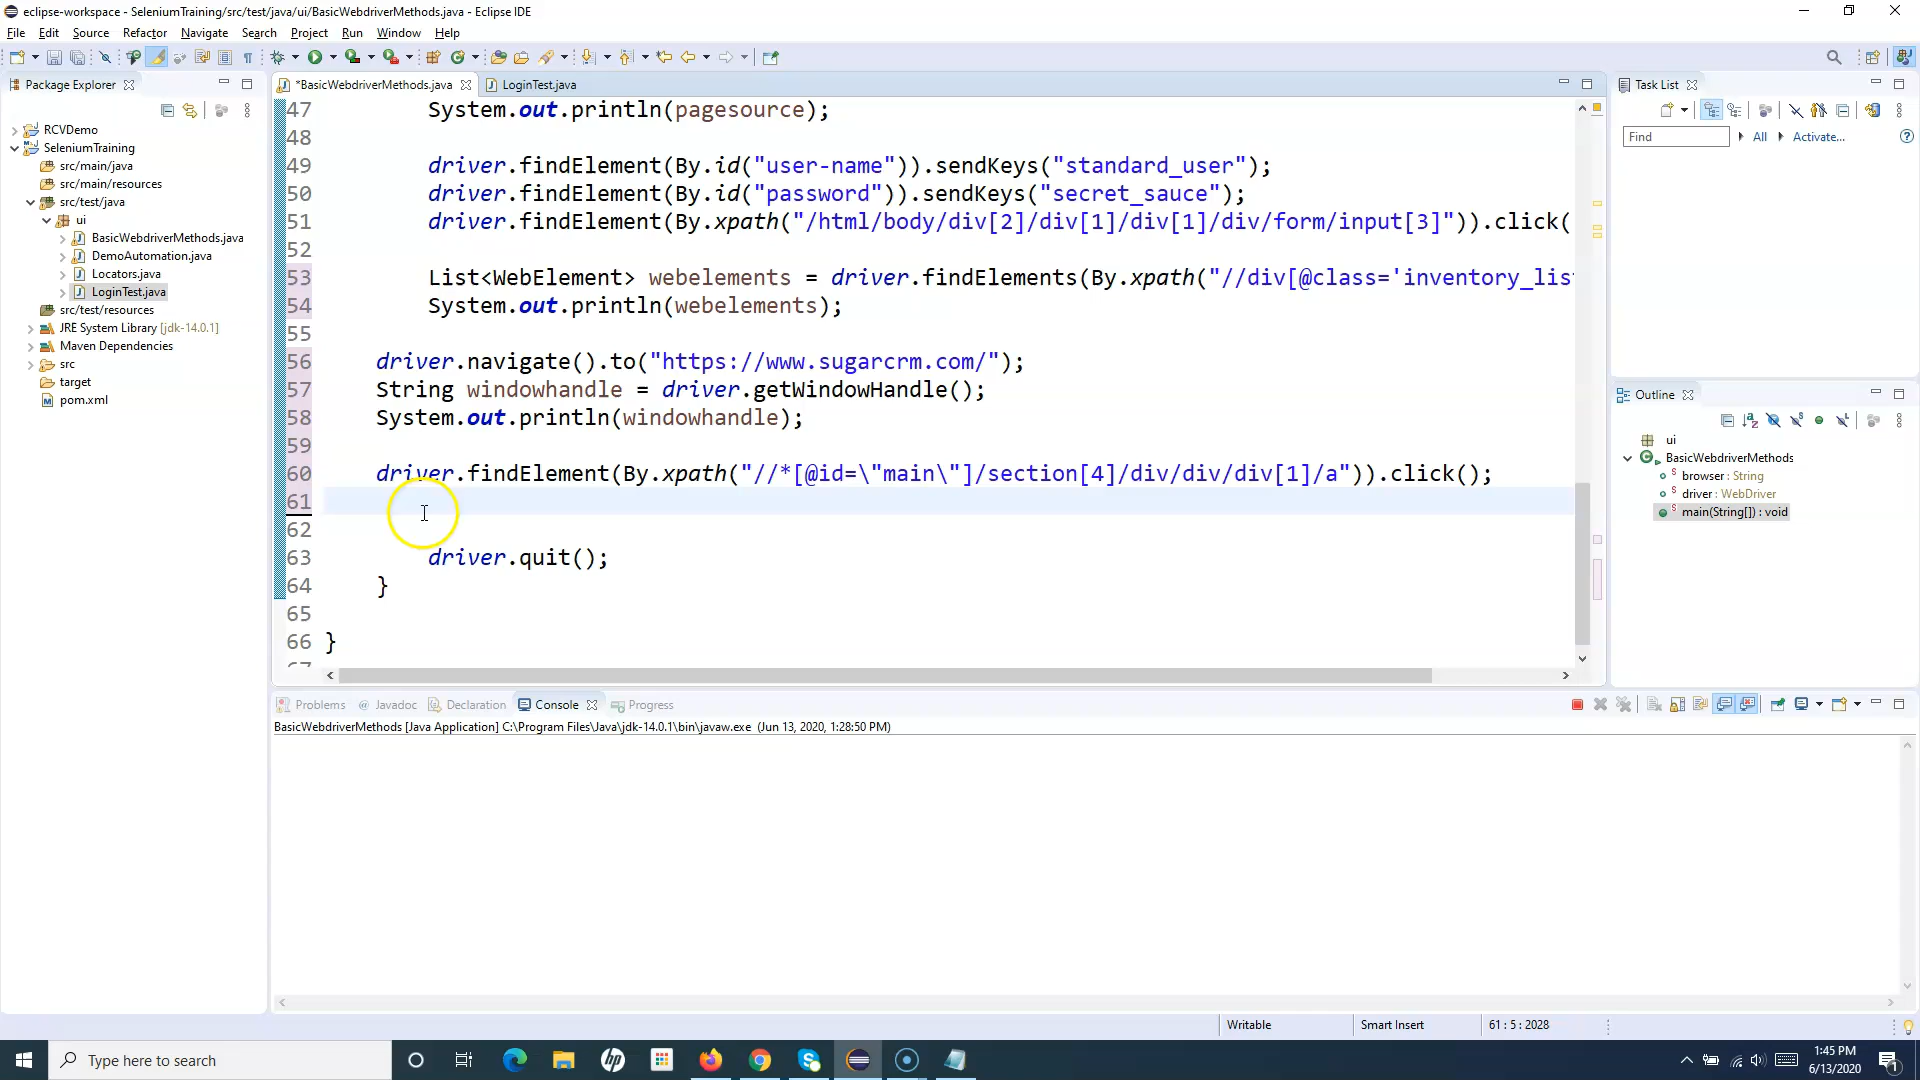 eclipse-workspace - SeleniumTraining/src/test/java/ui/BasicWebdriverMethods.java - Eclipse IDE
File Edit Source Refactor Navigate Search Project Run Window Help
Package Explorer
RCVDemo
SeleniumTraining
src/main/java
src/main/resources
src/test/java
ui
BasicWebdriverMethods.java
DemoAutomation.java
Locators.java
LoginTest.java
src/test/resources
JRE System Library [jdk-14.0.1]
Maven Dependencies
src
target
pom.xml
*BasicWebdriverMethods.java LoginTest.java
47 System.out.println(pagesource);
48
49 driver.findElement(By.id("user-name")).sendKeys("standard_user");
50 driver.findElement(By.id("password")).sendKeys("secret_sauce");
51 driver.findElement(By.xpath("/html/body/div[2]/div[1]/div[1]/div/form/input[3]")).click(
52
53 List<WebElement> webelements = driver.findElements(By.xpath("//div[@class='inventory_lis
54 System.out.println(webelements);
55
56 driver.navigate().to("https://www.sugarcrm.com/");
57 String windowhandle = driver.getWindowHandle();
58 System.out.println(windowhandle);
59
60 driver.findElement(By.xpath("//*[@id=\"main\"]/section[4]/div/div/div[1]/a")).click();
61
62
63 driver.quit();
64 }
65
66 }
67
Task List
Find All Activate...
Outline
ui
BasicWebdriverMethods
browser : String
driver : WebDriver
main(String[]) : void
Problems @ Javadoc Declaration Console Progress
BasicWebdriverMethods [Java Application] C:\Program Files\Java\jdk-14.0.1\bin\javaw.exe (Jun 13, 2020, 1:28:50 PM)
Writable Smart Insert 61 : 5 : 2028
Type here to search
1:45 PM
6/13/2020